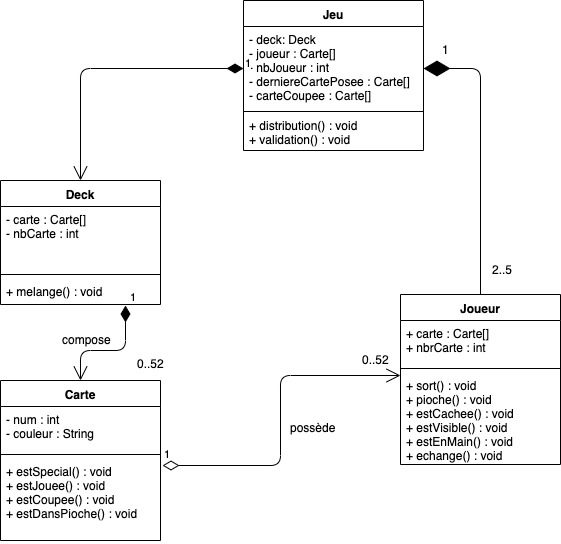 Jeu
- deck: Deck
- joueur : Carte[]
- nbJoueur : int
- derniereCartePosee : Carte[]
- carteCoupee : Carte[]
+ distribution() : void
+ validation() : void
1
1
Deck
- carte : Carte[]
- nbCarte : int
+ melange() : void
1
2..5
Joueur
+ carte : Carte[]
+ nbrCarte : int
+ sort() : void
+ pioche() : void
+ estCachee() : void
+ estVisible() : void
+ estEnMain() : void
+ echange() : void
compose
0..52
0..52
Carte
- num : int
- couleur : String
+ estSpecial() : void
+ estJouee() : void
+ estCoupee() : void
+ estDansPioche() : void
possède
1